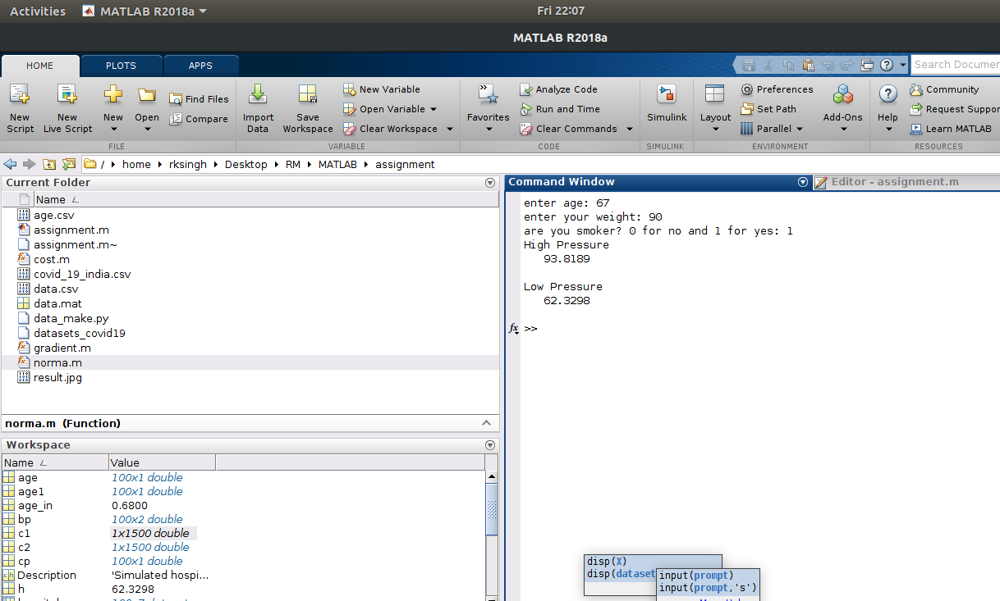 Activities MATLAB R2018a Fri 22:07
MATLAB R2018a
HOME PLOTS APPS
Search Documen
New Script
New Live Script
New
Open
Find Files
Compare
FILE
Import Data
Save Workspace
New Variable
Open Variable
Clear Workspace
VARIABLE
Favorites
Analyze Code
Run and Time
Clear Commands
CODE
Simulink
SIMULINK
Layout
Preferences
Set Path
Parallel
Add-Ons
ENVIRONMENT
Help
Community
Request Suppor
Learn MATLAB
RESOURCES
/ home rksingh Desktop RM MATLAB assignment
Current Folder
Name
age.csv
assignment.m
assignment.m~
cost.m
covid_19_india.csv
data.csv
data.mat
data_make.py
datasets_covid19
gradient.m
norma.m
result.jpg
norma.m (Function)
Workspace
Name Value
age 100x1 double
age1 100x1 double
age_in 0.6800
bp 100x2 double
c1 1x1500 double
c2 1x1500 double
cp 100x1 double
Description 'Simulated hospi...
h 62.3298
Command Window
Editor - assignment.m
enter age: 67
enter your weight: 90
are you smoker? 0 for no and 1 for yes: 1
High Pressure
93.8189
Low Pressure
62.3298
fx >>
disp(X)
disp(dataset
input(prompt)
input(prompt,'s')